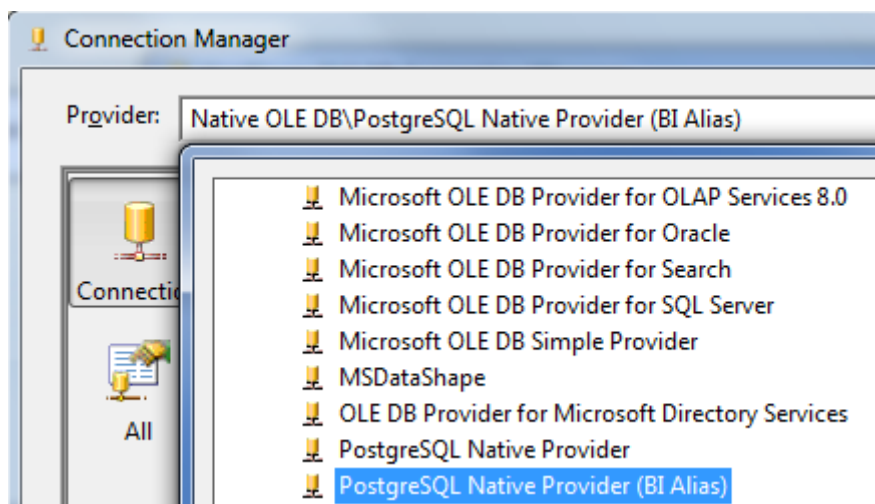 Connection Manager
Provider:
Native OLE DB\PostgreSQL Native Provider (BI Alias)
Microsoft OLE DB Provider for OLAP Services 8.0
Microsoft OLE DB Provider for Oracle
Microsoft OLE DB Provider for Search
Microsoft OLE DB Provider for SQL Server
Microsoft OLE DB Simple Provider
MSDataShape
OLE DB Provider for Microsoft Directory Services
PostgreSQL Native Provider
PostgreSQL Native Provider (BI Alias)
Connectio
All